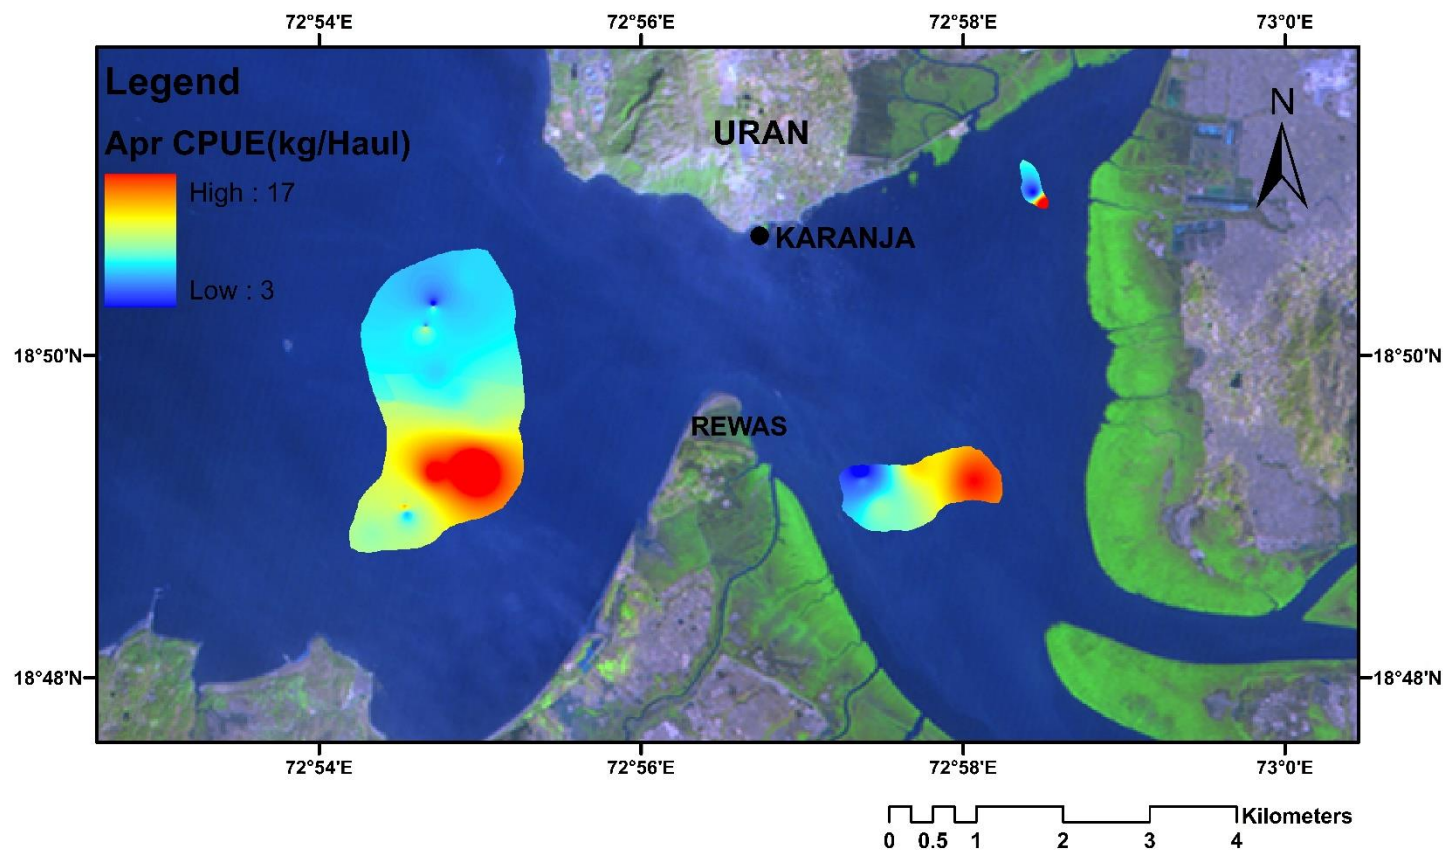 72°54'E 72°56'E 72°58'E 73°0'E
Legend
Apr CPUE(kg/Haul)
High : 17
Low : 3
URAN
N
KARANJA
18°50'N 18°50'N
REWAS
18°48'N 18°48'N
72°54'E 72°56'E 72°58'E 73°0'E
Kilometers
0 0.5 1 2 3 4